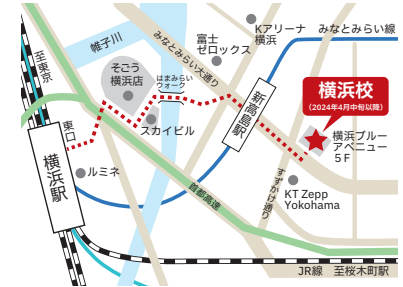 至東京
帷子川
富士
ゼロックス
Kアリーナ
横浜
みなとみらい線
みなとみらい大通り
そごう
横浜店
はまみらい
ウォーク
横浜校
(2024年4月中旬以降)
新高島駅
東口
スカイビル
横浜ブルー
アベニュー
5F
横浜駅
ルミネ
すずかけ通り
首都高速
KT Zepp
Yokohama
JR線 至桜木町駅